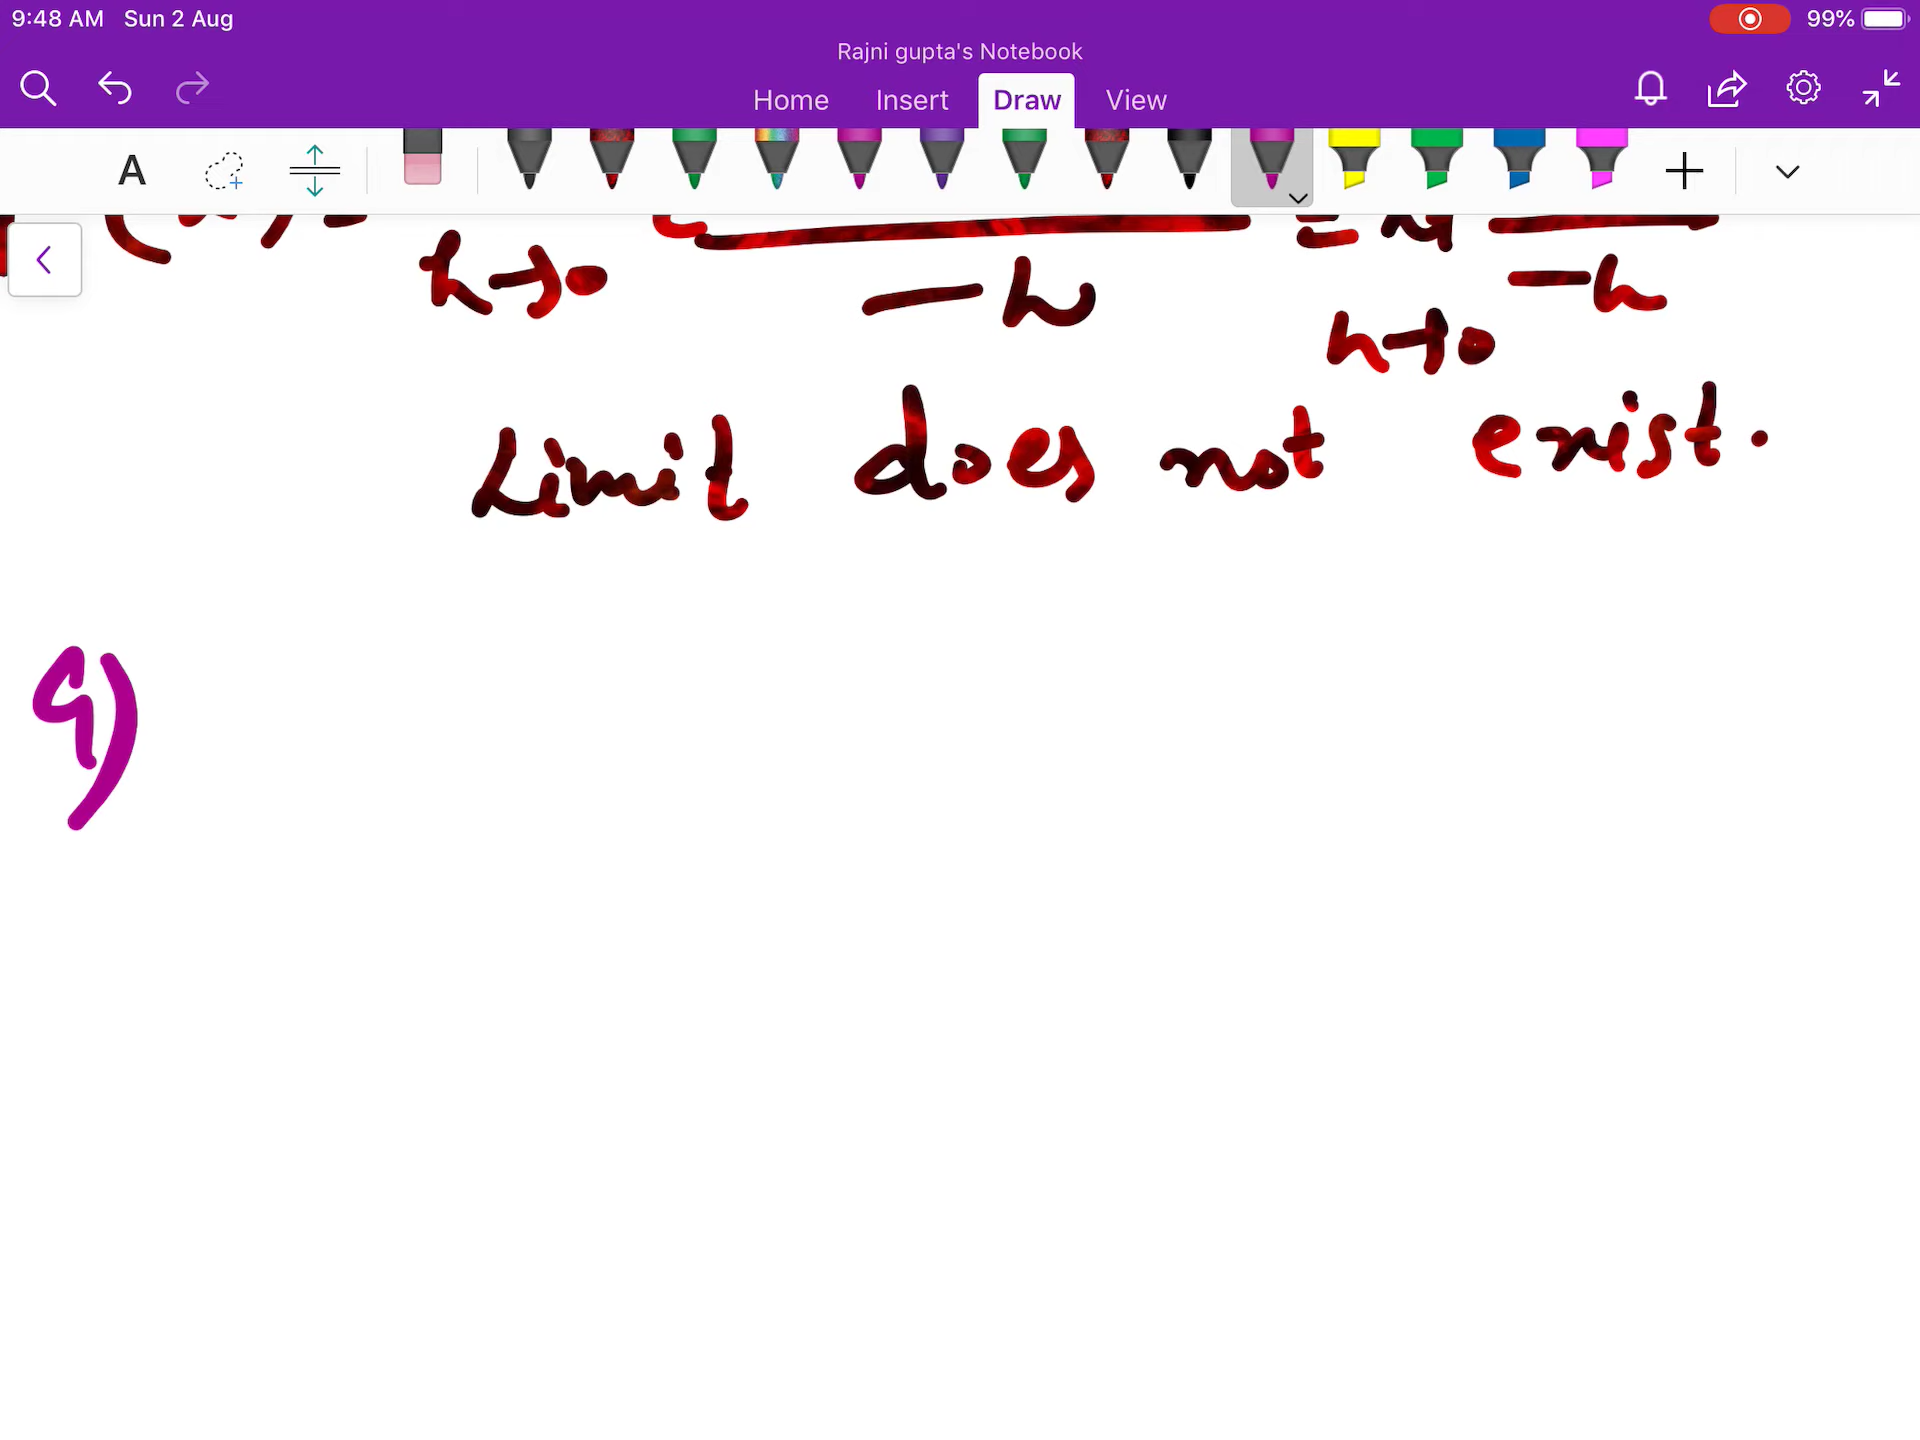 9:48 AM Sun 2 Aug
99%
Rajni gupta's Notebook
Home Insert Draw View
A
h→0
-h
= -h
h→0
Limit does not exist.
9)